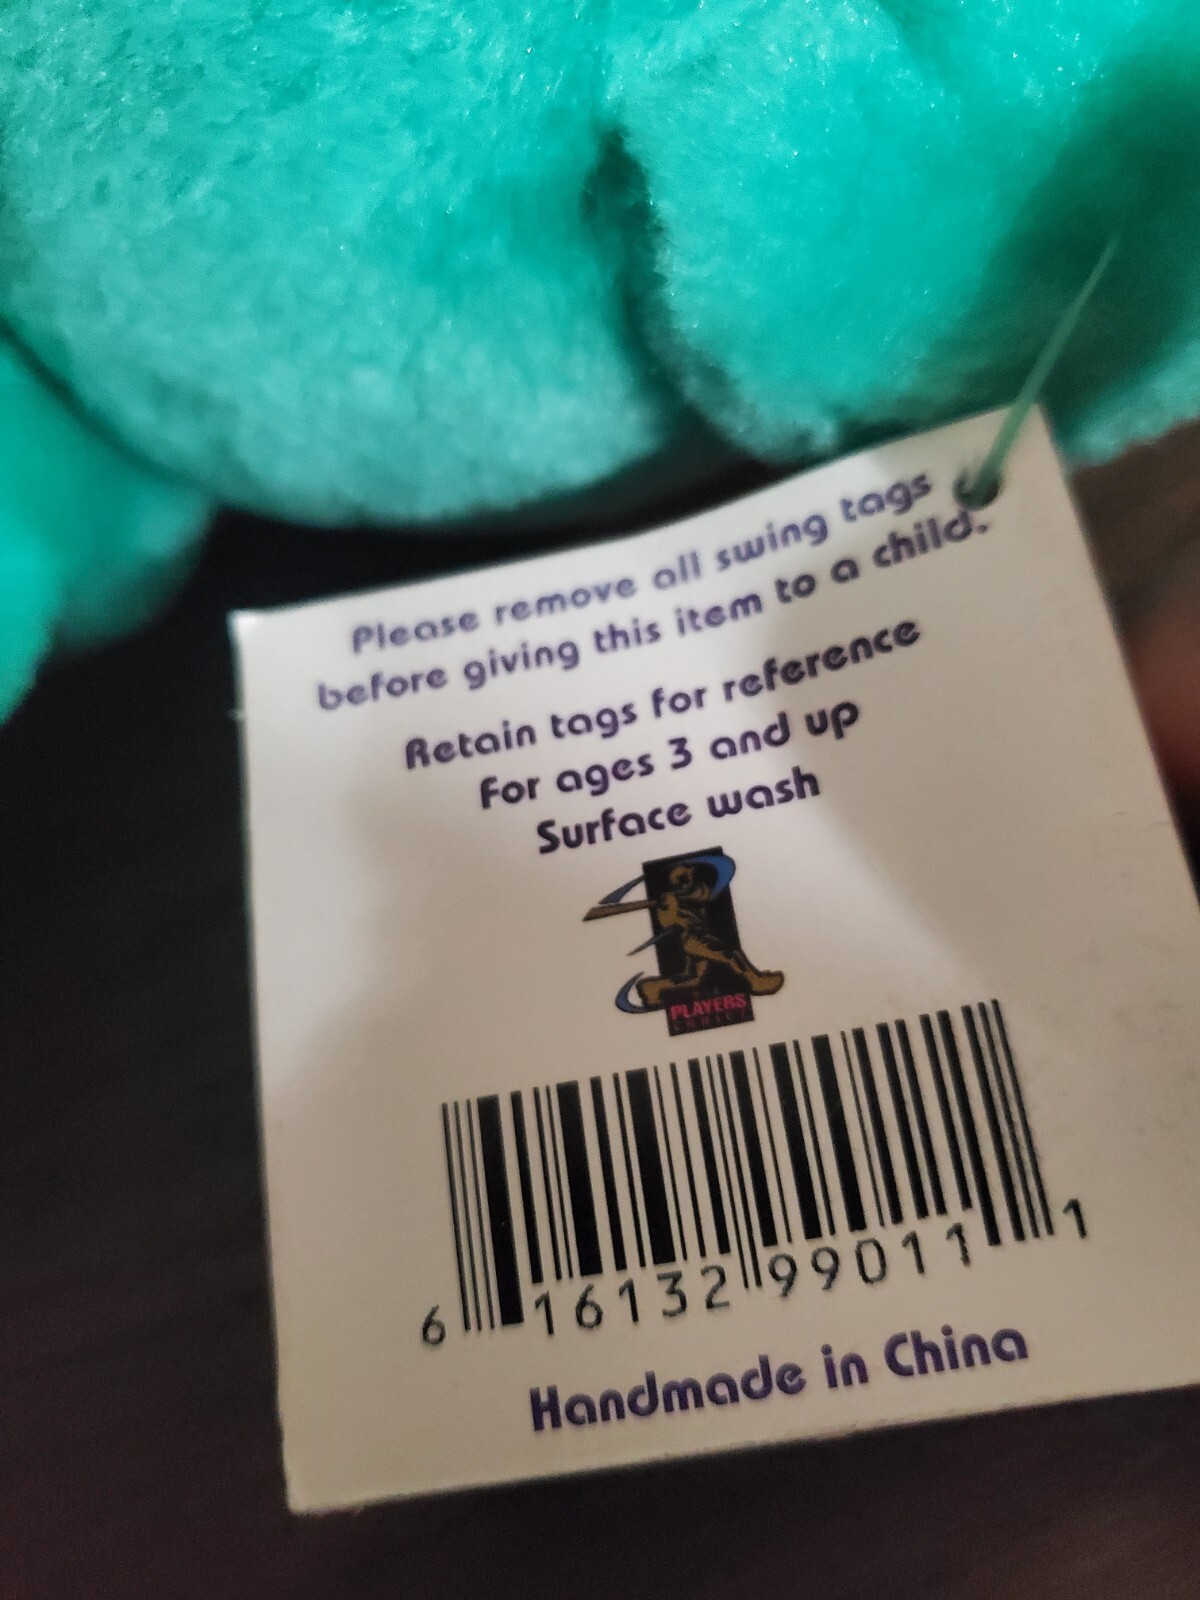 Please remove all swing tags
before giving this item to a child.
Retain tags for reference
For ages 3 and up
Surface wash
PLAYERS
CHOICE
6 16132 99011 1
Handmade in China